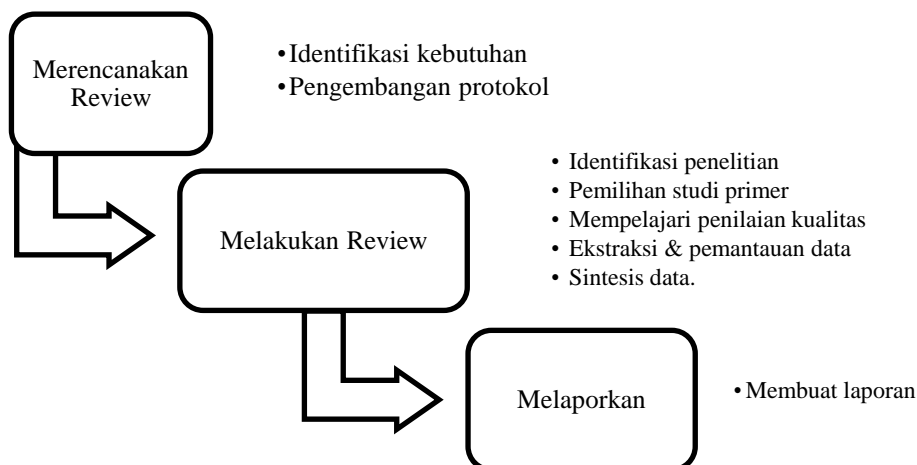 Merencanakan
Review
•Identifikasi kebutuhan
•Pengembangan protokol
Melakukan Review
• Identifikasi penelitian
• Pemilihan studi primer
• Mempelajari penilaian kualitas
• Ekstraksi & pemantauan data
• Sintesis data.
Melaporkan
•Membuat laporan